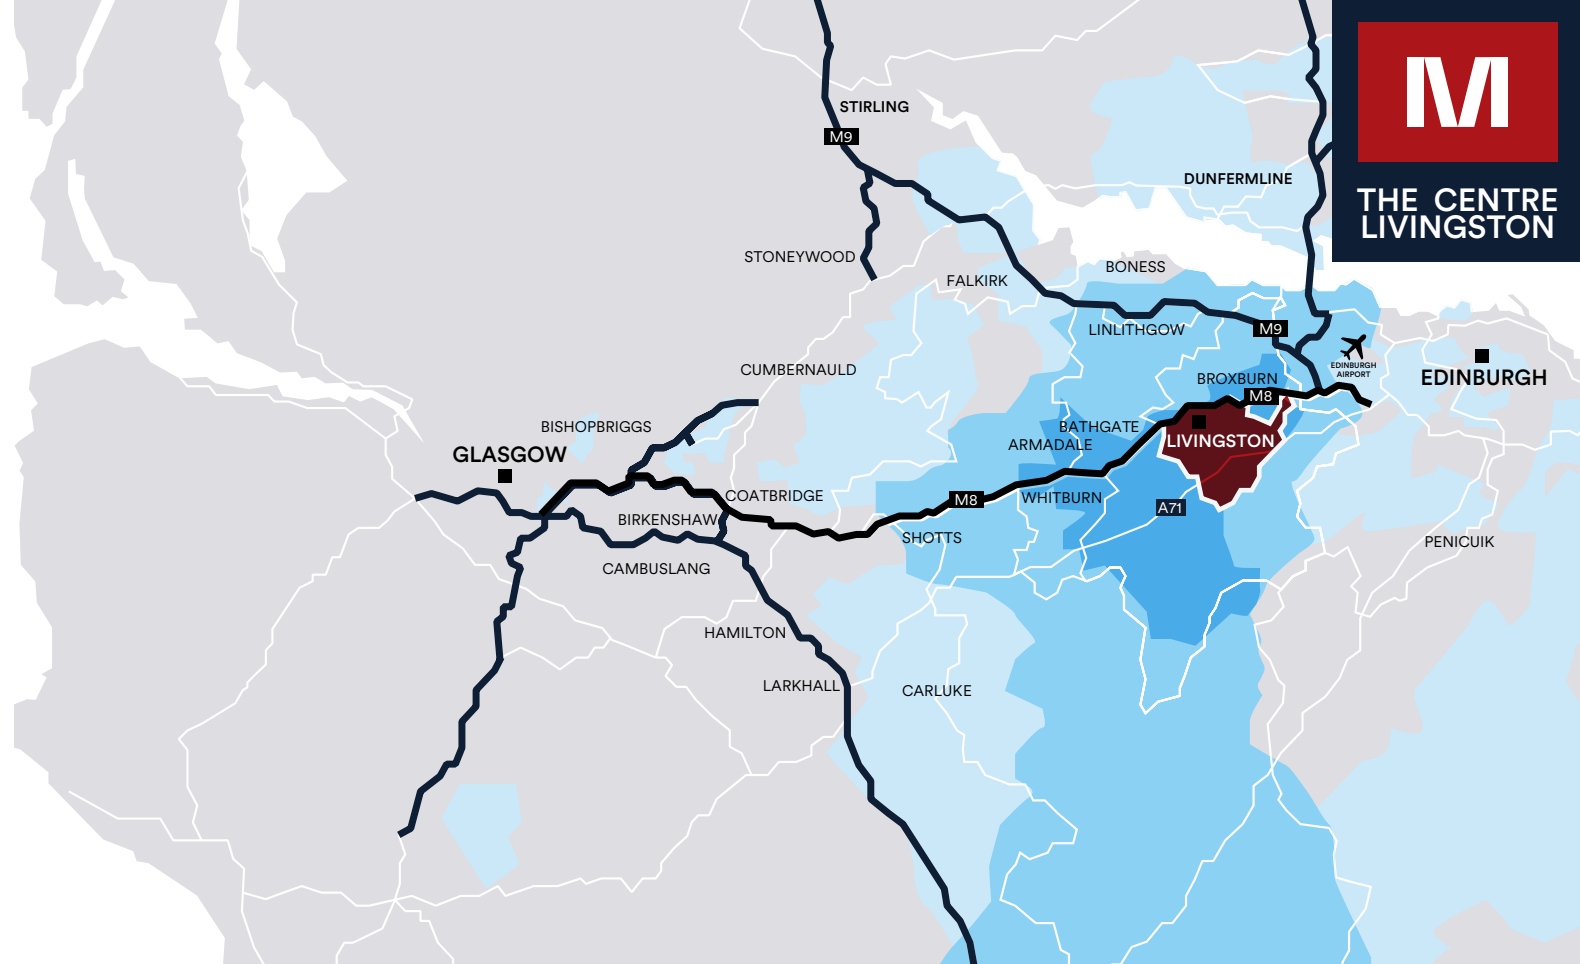 M
THE CENTRE
LIVINGSTON
STIRLING
M9
DUNFERMLINE
STONEYWOOD
BONESS
FALKIRK
LINLITHGOW
M9
EDINBURGH
AIRPORT
CUMBERNAULD
BROXBURN
EDINBURGH
M8
BISHOPBRIGGS
BATHGATE
ARMADALE
LIVINGSTON
GLASGOW
COATBRIDGE
M8
WHITBURN
A71
BIRKENSHAW
SHOTTS
PENICUIK
CAMBUSLANG
HAMILTON
LARKHALL
CARLUKE